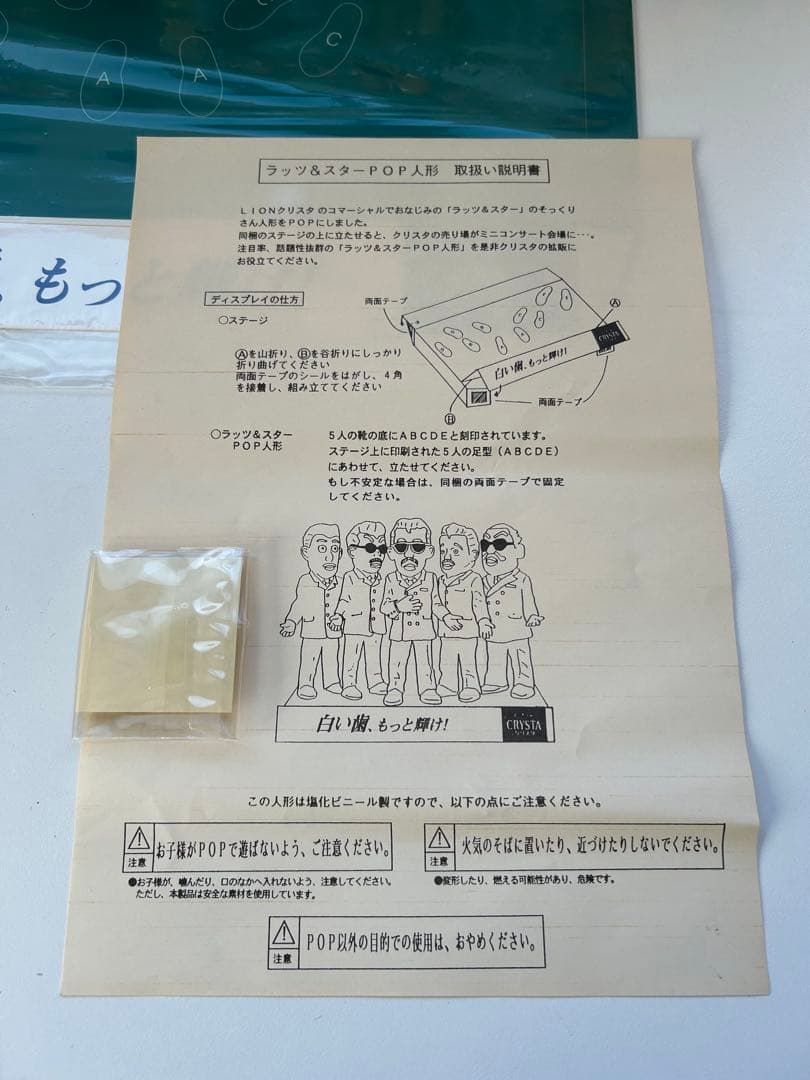 C
A
A
もっ
ラッツ＆スターＰＯＰ人形　取扱い説明書
ＬＩＯＮクリスタのコマーシャルでおなじみの「ラッツ＆スター」のそっくり
さん人形をＰＯＰにしました。
同梱のステージの上に立たせると、クリスタの売り場がミニコンサート会場に･･･。
注目率、話題性抜群の「ラッツ＆スターＰＯＰ人形」を是非クリスタの拡販に
お役立てください。
ディスプレイの仕方
○ステージ
両面テープ
Ⓐ
Ⓐを山折り、Ⓑを谷折りにしっかり
折り曲げてください
両面テープのシールをはがし、４角
を接着し、組み立ててください
白い歯、もっと輝け!
両面テープ
Ⓑ
○ラッツ＆スター
ＰＯＰ人形
５人の靴の底にＡＢＣＤＥと刻印されています。
ステージ上に印刷された５人の足型（ＡＢＣＤＥ）
にあわせて、立たせてください。
もし不安定な場合は、同梱の両面テープで固定
してください。
白い歯、もっと輝け!
CRYSTA
クリスタ
この人形は塩化ビニール製ですので、以下の点にご注意ください。
注意
お子様がＰＯＰで遊ばないよう、ご注意ください。
●お子様が、噛んだり、口のなかへ入れないよう、注意してください。
ただし、本製品は安全な素材を使用しています。
注意
火気のそばに置いたり、近づけたりしないでください。
●変形したり、燃える可能性があり、危険です。
注意
ＰＯＰ以外の目的での使用は、おやめください。